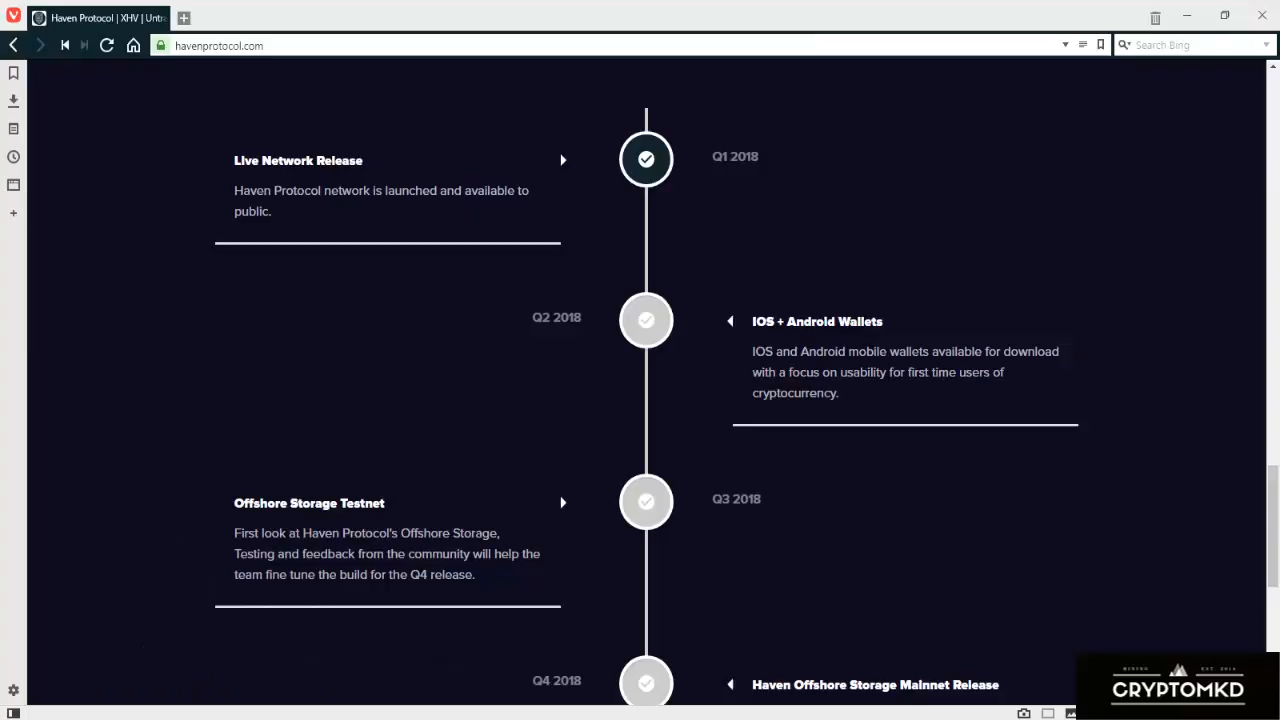 Haven Protocol | XHV | Untra
havenprotocol.com
Search Bing
Live Network Release
Q1 2018
Haven Protocol network is launched and available to
public.
Q2 2018
IOS + Android Wallets
IOS and Android mobile wallets available for download
with a focus on usability for first time users of
cryptocurrency.
Offshore Storage Testnet
Q3 2018
First look at Haven Protocol's Offshore Storage,
Testing and feedback from the community will help the
team fine tune the build for the Q4 release.
Q4 2018
Haven Offshore Storage Mainnet Release
MINING
CRYPTOMKD